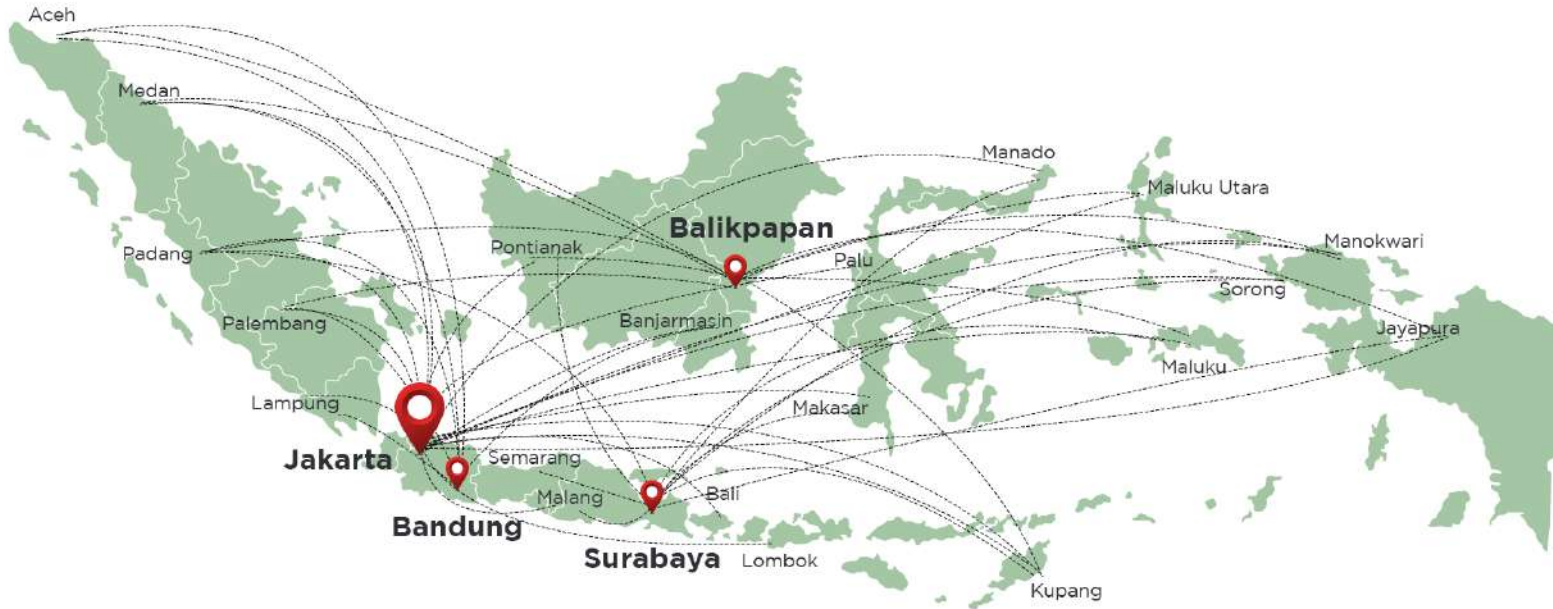 Aceh
Medan
Manado
Maluku Utara
Balikpapan
Pontianak
Manokwari
Padang
Palu
Sorong
Palembang
Banjarmasin
Jayapura
Maluku
Lampung
Makasar
Jakarta
Semarang
Malang
Bali
Bandung
Surabaya
Lombok
Kupang